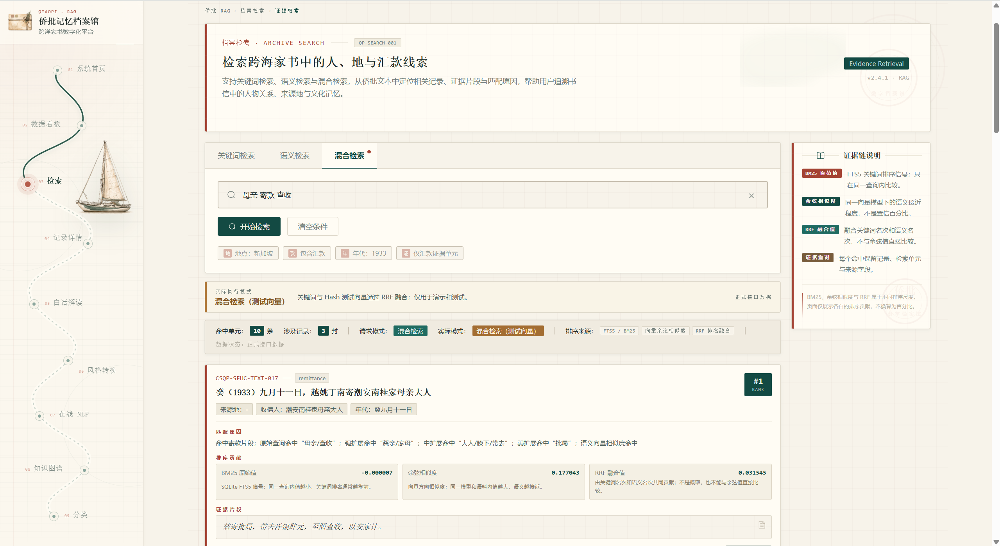 QIAOPI · RAG
侨批记忆档案馆
跨洋家书数字化平台
01 系统首页
02 数据看板
03 检索
04 记录详情
05 白话解读
06 风格转换
07 在线 NLP
08 知识图谱
09 分类
侨批 RAG › 档案检索 › 证据检索
档案检索 · ARCHIVE SEARCH
QP-SEARCH-001
检索跨海家书中的人、地与汇款线索
支持关键词检索、语义检索与混合检索，从侨批文本中定位相关记录、证据片段与匹配原因，帮助用户追溯书
信中的人物关系、来源地与文化记忆。
Evidence Retrieval
v2.4.1 · RAG
数字档案馆
关键词检索 语义检索 混合检索
母亲 寄款 查收
开始检索 清空条件
地 地点：新加坡 款 包含汇款 年 年代：1933 证 仅汇款证据单元
实际执行模式
混合检索（测试向量）
关键词与 Hash 测试向量通过 RRF 融合；仅用于演示和测试。
正式接口数据
命中单元： 10 条 涉及记录： 3 封 请求模式： 混合检索 实际模式： 混合检索（测试向量） 排序来源： FTS5 / BM25 向量余弦相似度 RRF 排名融合
数据状态：正式接口数据
CSQP-SFHC-TEXT-017 remittance
#1
RANK
癸（1933）九月十一日，越姚丁南寄潮安南桂家母亲大人
来源地：- 收信人：潮安南桂家母亲大人 年代：癸九月十一日
匹配原因
命中寄款片段；原始查询命中“母亲/查收”；强扩展命中“慈亲/家母”；中扩展命中“大人/膝下/带去”；弱扩展命中“批局”；语义向量相似度命中
排序贡献
BM25 原始值 -0.000007
SQLite FTS5 信号；同一查询内值越小，关键词排名通常越靠前。
余弦相似度 0.177043
向量方向相似度；同一模型和语料内值越大，语义越接近。
RRF 融合值 0.031545
由关键词名次和语义名次共同贡献；不是概率，也不能与余弦值直接比
较。
证据片段
兹寄批局，带去洋银肆元，至照查收，以安家计。
证据链说明
BM25 原始值 FTS5 关键词排序信号；只
在同一查询内比较。
余弦相似度 同一向量模型下的语义接近
程度，不是置信百分比。
RRF 融合值 融合关键词名次和语义名
次，不与余弦值直接比较。
证据追溯 每个命中保留记录、检索单元
与来源字段。
BM25、余弦相似度与 RRF 属于不同排序尺度。
页面仅展示各自的排序贡献，不换算为百分比。
侨批
数字档案馆